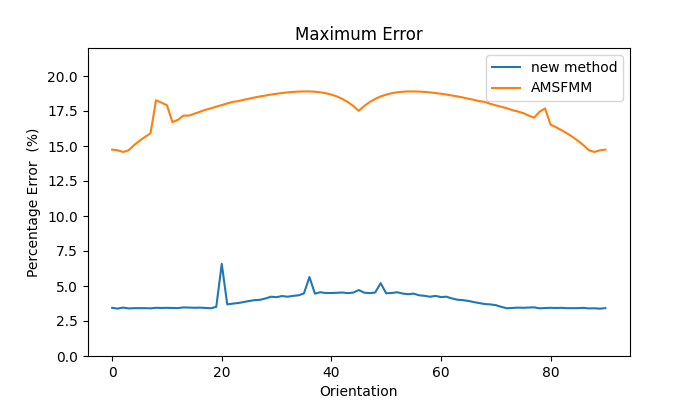 Maximum Error
new method
AMSFMM
Percentage Error (%)
20.0
17.5
15.0
12.5
10.0
7.5
5.0
2.5
0.0
0 20 40 60 80
Orientation